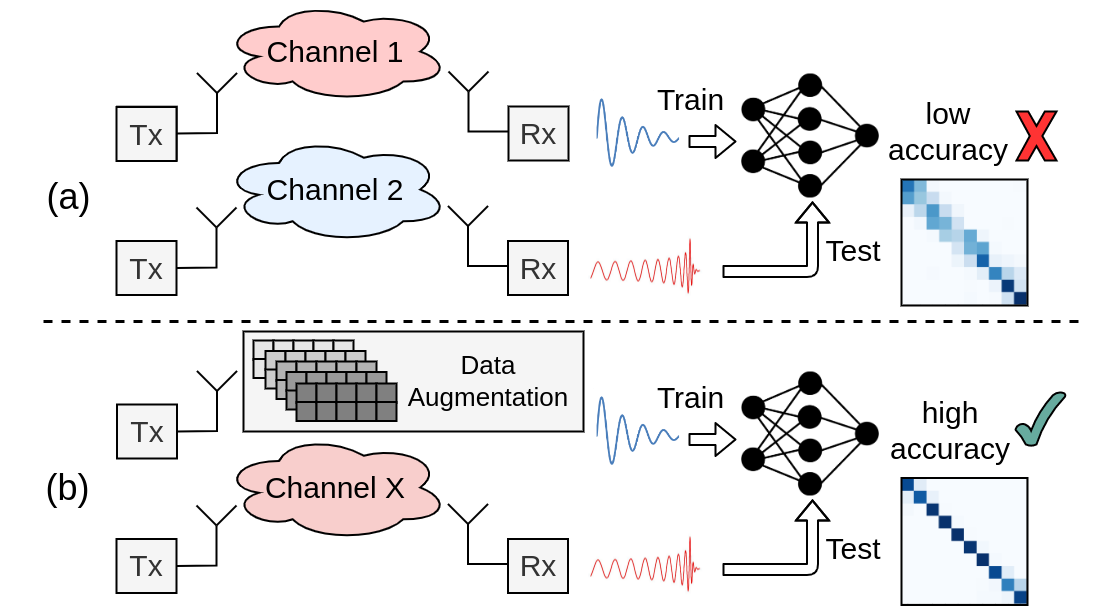 (a)
Tx
Channel 1
Rx
Train
low
accuracy
X
Tx
Channel 2
Rx
Test
(b)
Tx
Data
Augmentation
Train
high
accuracy
Tx
Channel X
Rx
Test